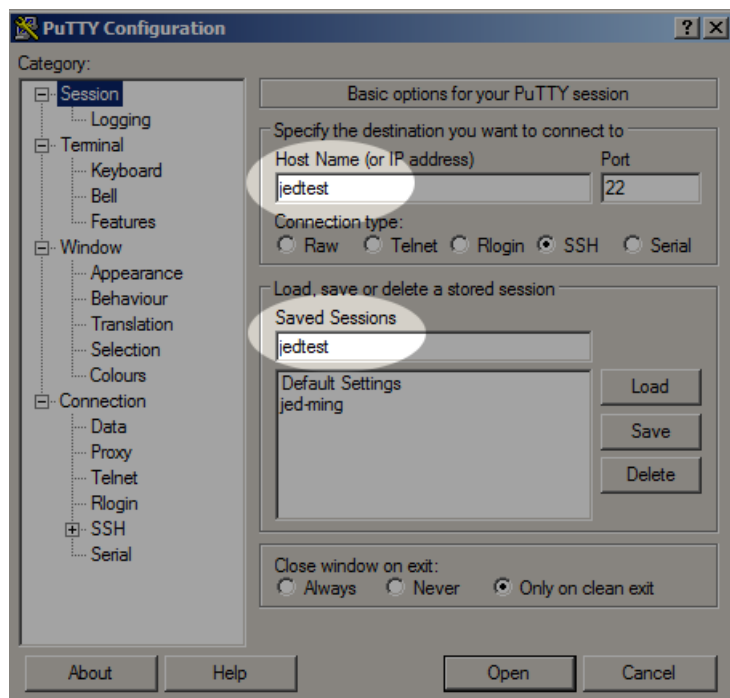 PuTTY Configuration
Category:
Session
Logging
Terminal
Keyboard
Bell
Features
Window
Appearance
Behaviour
Translation
Selection
Colours
Connection
Data
Proxy
Telnet
Rlogin
SSH
Serial
Basic options for your PuTTY session
Specify the destination you want to connect to
Host Name (or IP address) Port
jedtest 22
Connection type:
Raw Telnet Rlogin SSH Serial
Load, save or delete a stored session
Saved Sessions
jedtest
Default Settings
jed-ming
Load
Save
Delete
Close window on exit:
Always Never Only on clean exit
About Help Open Cancel